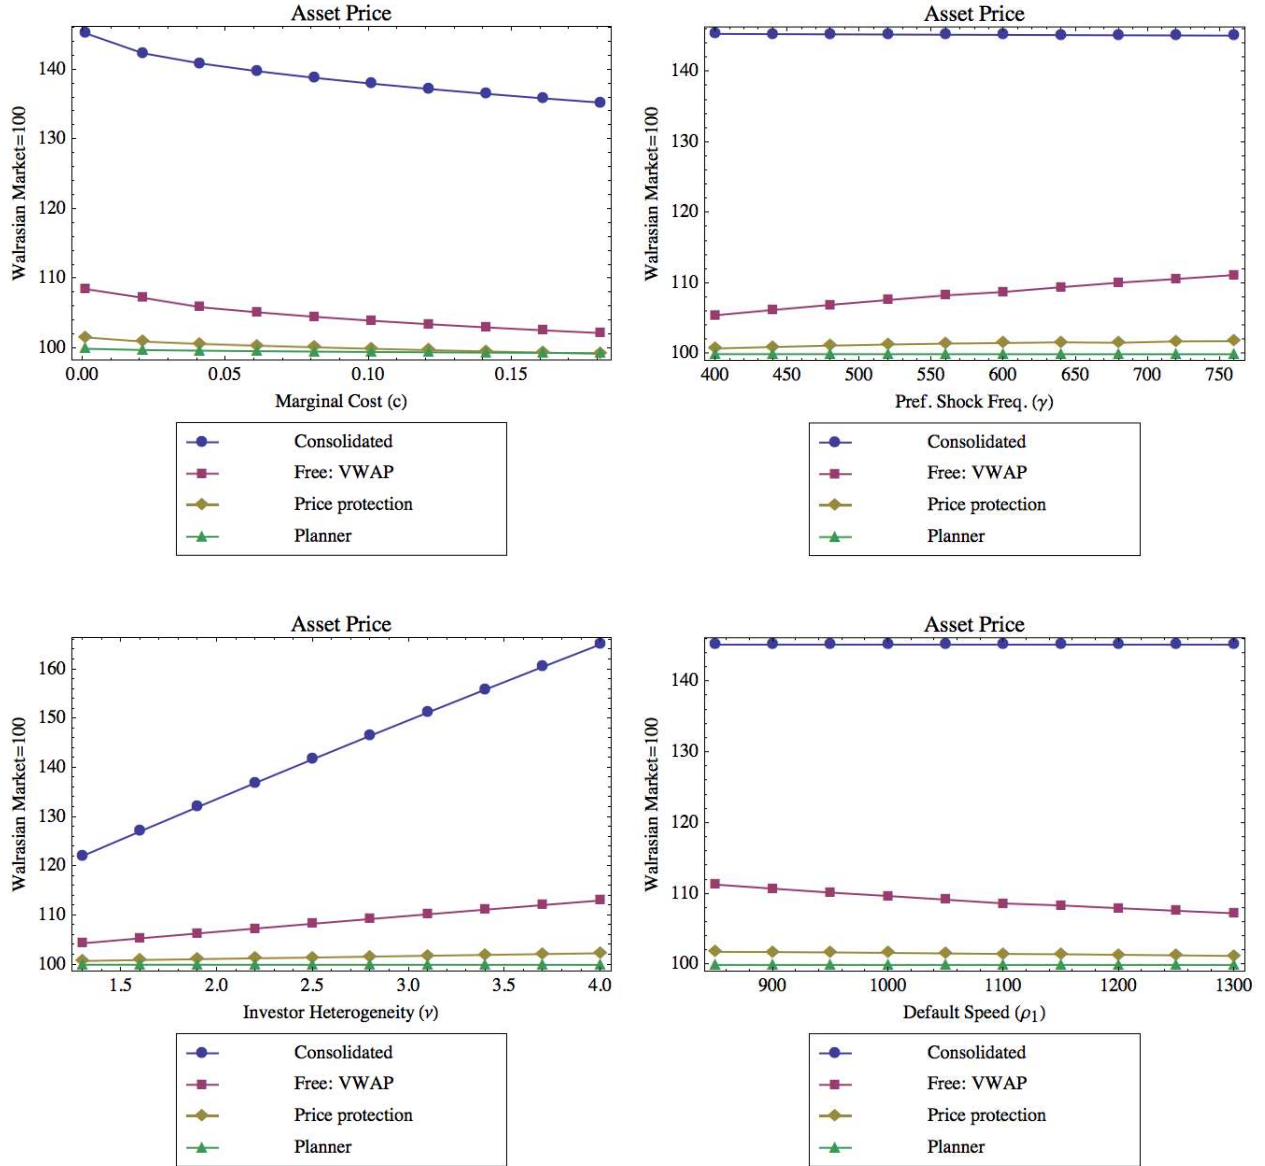 Asset Price
Walrasian Market=100
140
130
120
110
100
0.00 0.05 0.10 0.15
Marginal Cost (c)
Consolidated
Free: VWAP
Price protection
Planner
Asset Price
Walrasian Market=100
140
130
120
110
100
400 450 500 550 600 650 700 750
Pref. Shock Freq. (γ)
Consolidated
Free: VWAP
Price protection
Planner
Asset Price
Walrasian Market=100
160
150
140
130
120
110
100
1.5 2.0 2.5 3.0 3.5 4.0
Investor Heterogeneity (ν)
Consolidated
Free: VWAP
Price protection
Planner
Asset Price
Walrasian Market=100
140
130
120
110
100
900 1000 1100 1200 1300
Default Speed (ρ₁)
Consolidated
Free: VWAP
Price protection
Planner